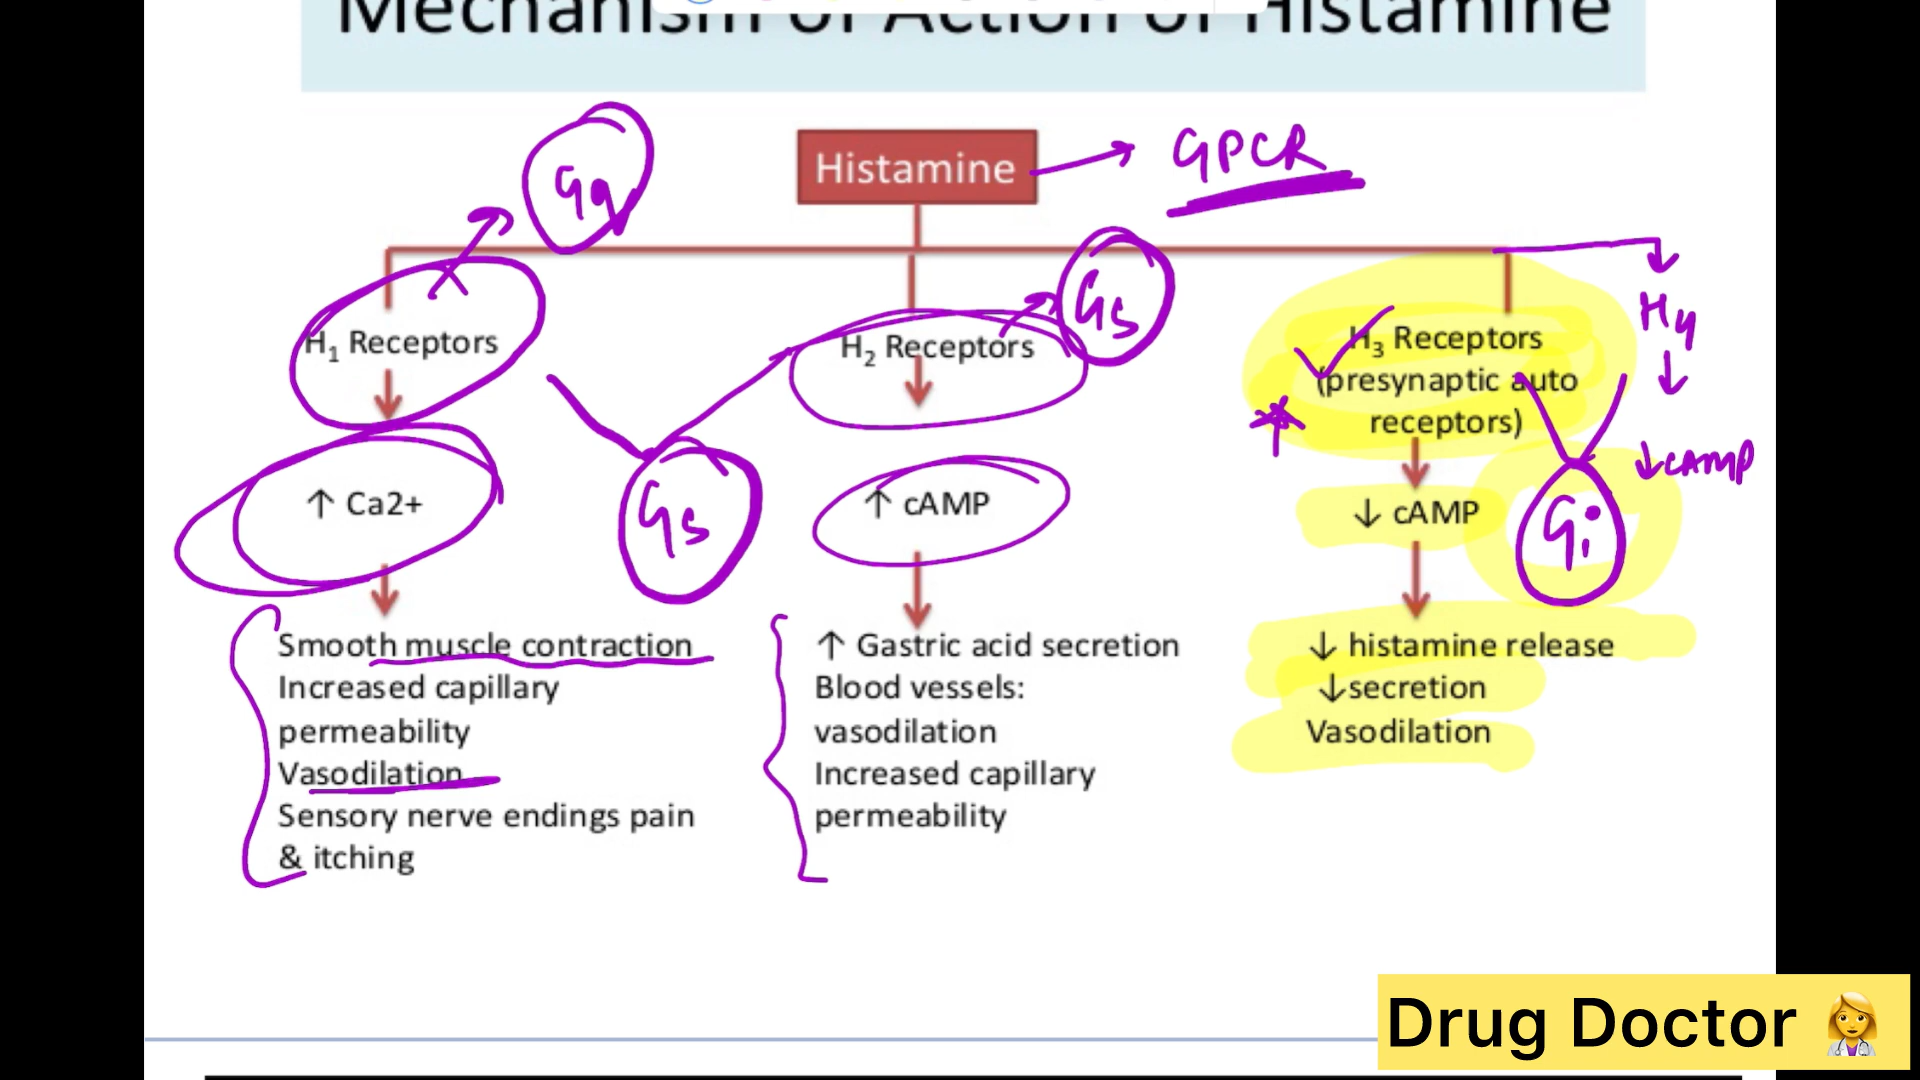 Mechanism of Action of Histamine
Histamine
GPCR
Gq
Gs
H1 Receptors
H2 Receptors
H3 Receptors
(presynaptic auto
receptors)
H4
↓ cAMP
↑ Ca2+
Gs
↑ cAMP
↓ cAMP
Gi
Smooth muscle contraction
Increased capillary
permeability
Vasodilation
Sensory nerve endings pain
& itching
↑ Gastric acid secretion
Blood vessels:
vasodilation
Increased capillary
permeability
↓ histamine release
↓secretion
Vasodilation
Drug Doctor 👩‍⚕️